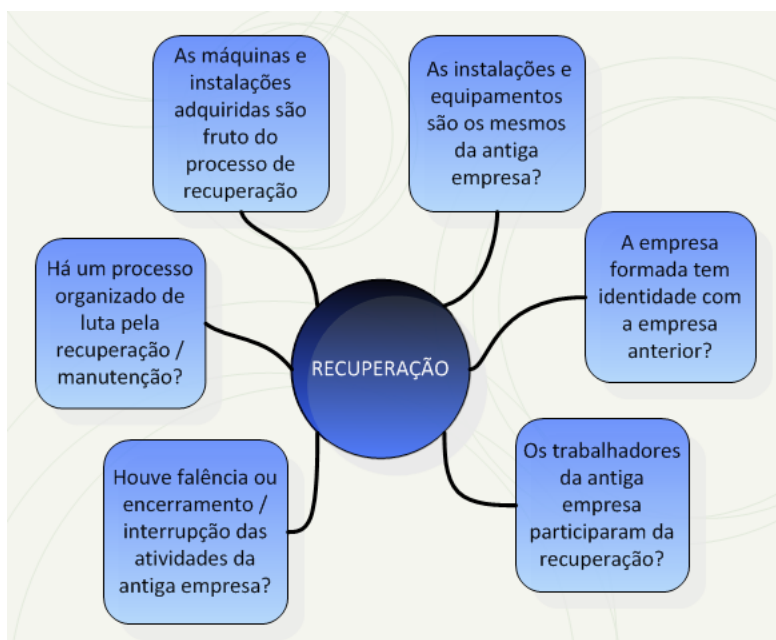 As máquinas e
instalações
adquiridas são
fruto do
processo de
recuperação
As instalações e
equipamentos
são os mesmos
da antiga
empresa?
Há um processo
organizado de
luta pela
recuperação /
manutenção?
RECUPERAÇÃO
A empresa
formada tem
identidade com
a empresa
anterior?
Houve falência ou
encerramento /
interrupção das
atividades da
antiga empresa?
Os trabalhadores
da antiga
empresa
participaram da
recuperação?